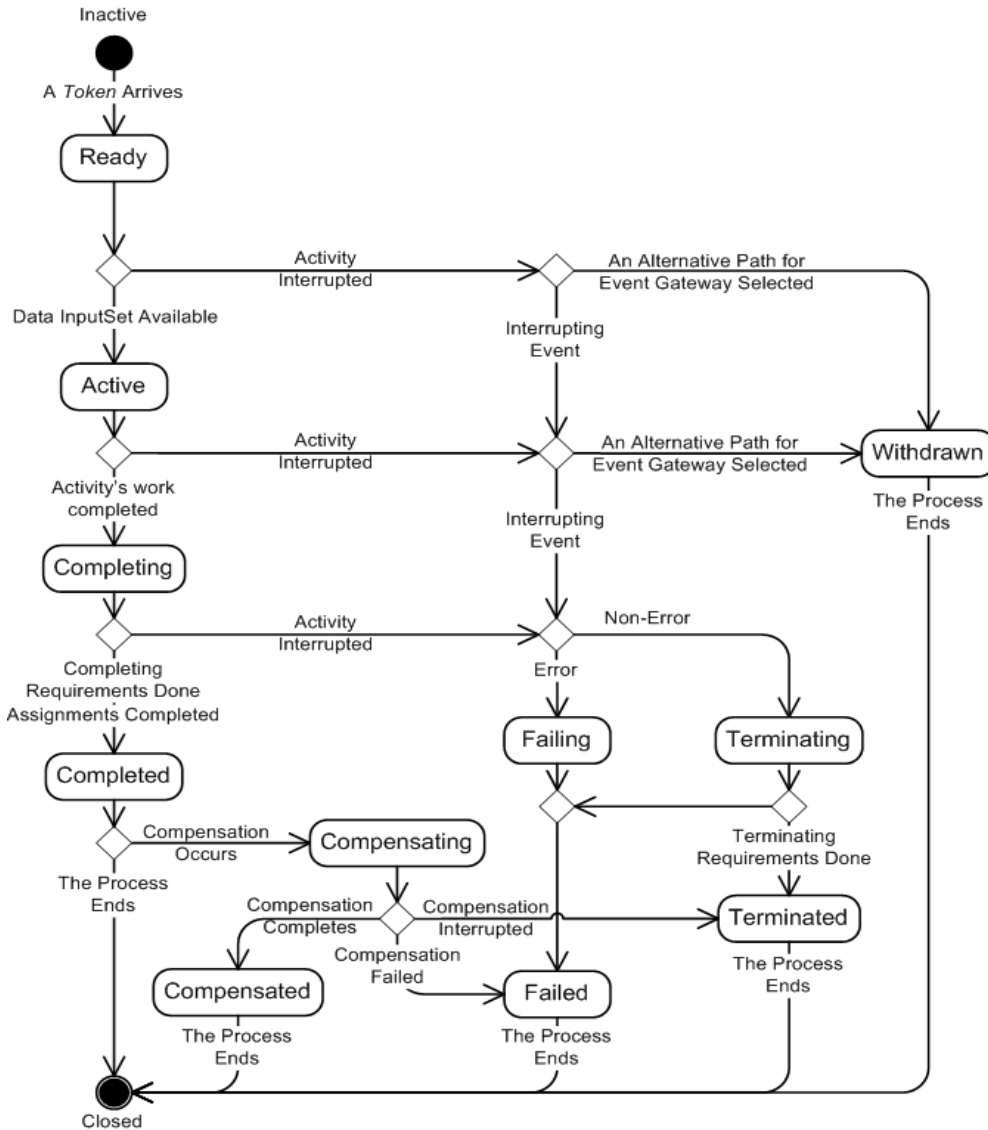 Inactive
A Token Arrives
Ready
Activity
Interrupted
An Alternative Path for
Event Gateway Selected
Data InputSet Available
Interrupting
Event
Active
Activity
Interrupted
An Alternative Path for
Event Gateway Selected
Withdrawn
Activity's work
completed
The Process
Ends
Interrupting
Event
Completing
Activity
Interrupted
Non-Error
Completing
Requirements Done
Assignments Completed
Error
Failing
Terminating
Completed
Compensation
Occurs
Compensating
Terminating
Requirements Done
The Process
Ends
Compensation
Completes
Compensation
Interrupted
Terminated
Compensation
Failed
The Process
Ends
Compensated
Failed
The Process
Ends
The Process
Ends
Closed